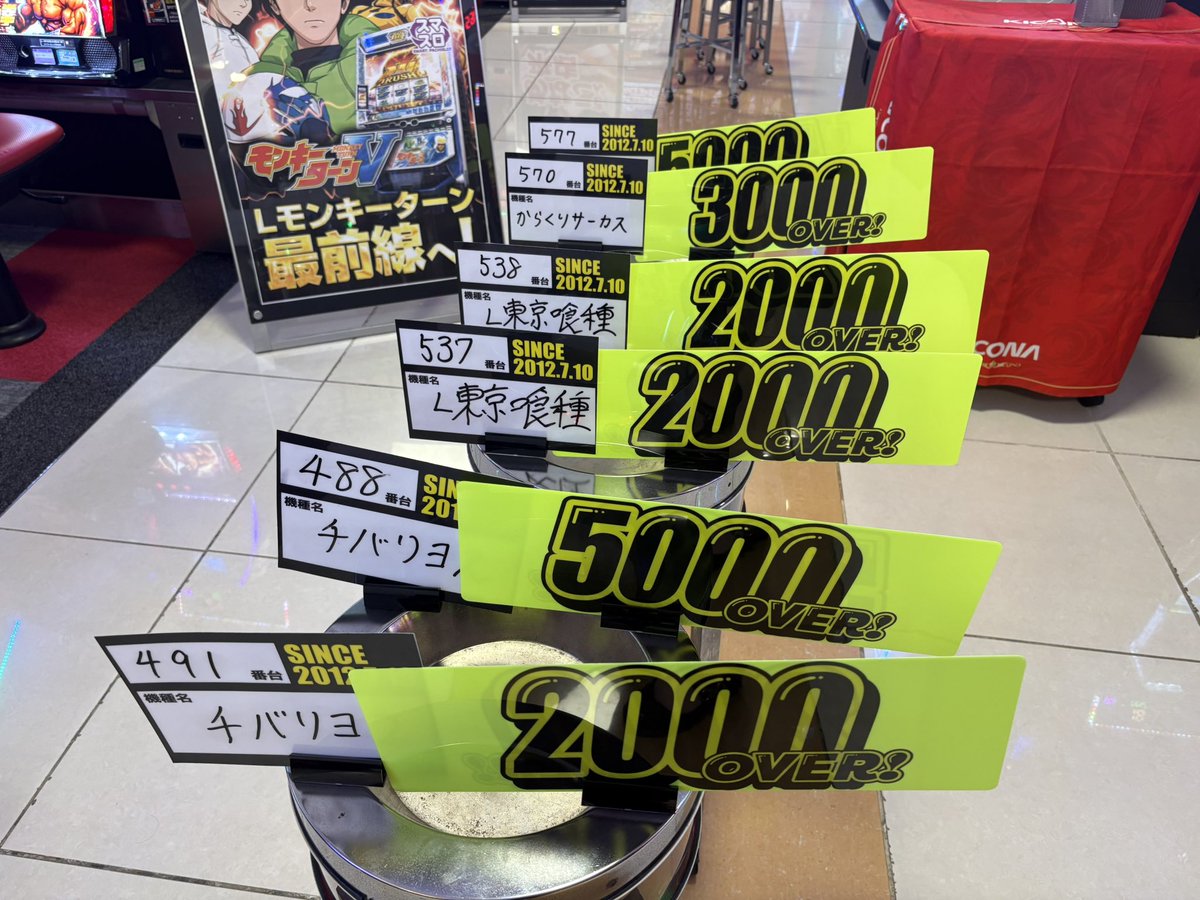 スマスロ
モンキーターンV
Lモンキーターン
最前線へ!
KICONA
577 番台
SINCE
2012.7.10
5000
570 番台
SINCE
2012.7.10
機種名
からくりサーカス
3000
OVER!
538 番台
SINCE
2012.7.10
機種名
L東京喰種
2000
OVER!
537 番台
SINCE
2012.7.10
機種名
L東京喰種
2000
OVER!
CONA
488 番台
機種名
チバリヨ
5000
OVER!
491 番台
SINCE
機種名
チバリヨ
2000
OVER!